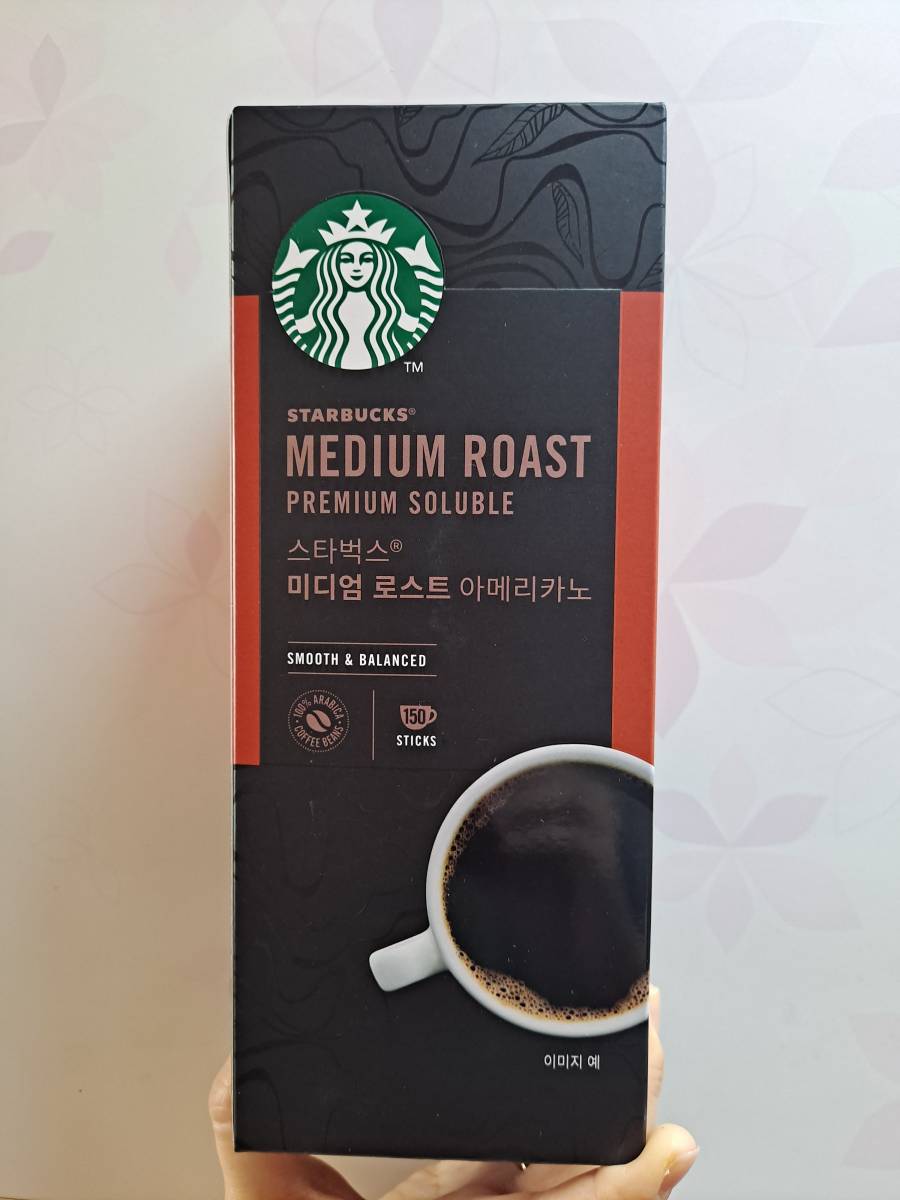 TM
STARBUCKS®
MEDIUM ROAST
PREMIUM SOLUBLE
스타벅스®
미디엄 로스트 아메리카노
SMOOTH & BALANCED
100% ARABICA
COFFEE BEANS
150
STICKS
이미지 예